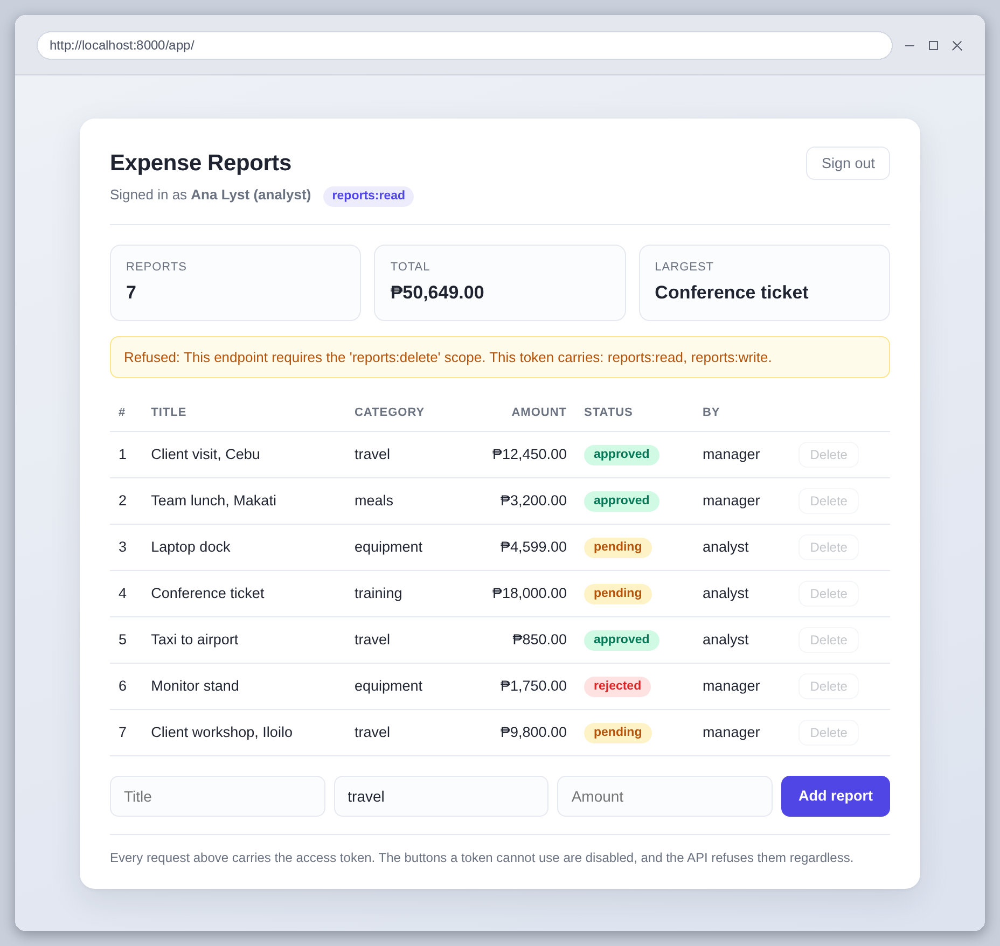 http://localhost:8000/app/
Expense Reports
Sign out
Signed in as Ana Lyst (analyst) reports:read
REPORTS
7
TOTAL
₱50,649.00
LARGEST
Conference ticket
Refused: This endpoint requires the 'reports:delete' scope. This token carries: reports:read, reports:write.
# TITLE CATEGORY AMOUNT STATUS BY
1 Client visit, Cebu travel ₱12,450.00 approved manager Delete
2 Team lunch, Makati meals ₱3,200.00 approved manager Delete
3 Laptop dock equipment ₱4,599.00 pending analyst Delete
4 Conference ticket training ₱18,000.00 pending analyst Delete
5 Taxi to airport travel ₱850.00 approved analyst Delete
6 Monitor stand equipment ₱1,750.00 rejected manager Delete
7 Client workshop, Iloilo travel ₱9,800.00 pending manager Delete
Title travel Amount Add report
Every request above carries the access token. The buttons a token cannot use are disabled, and the API refuses them regardless.